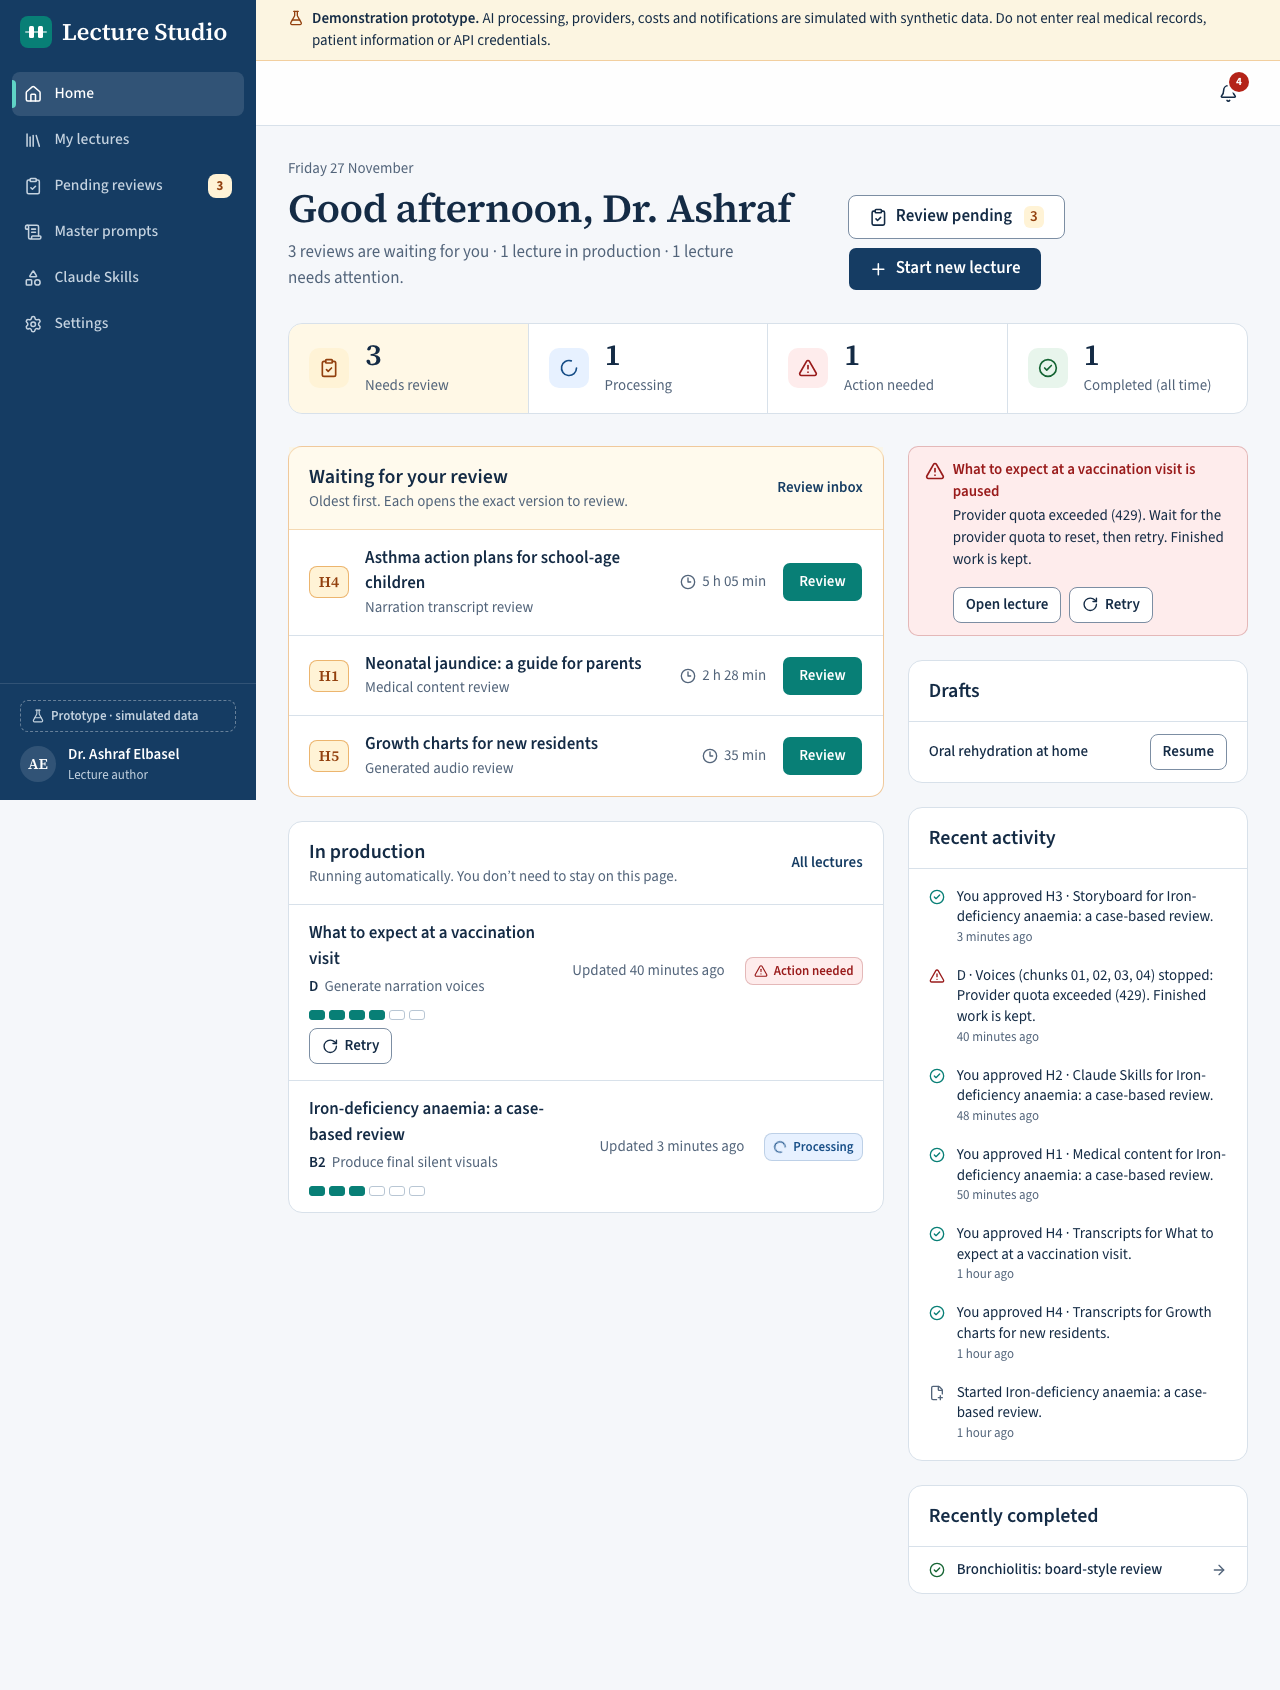 Lecture Studio
Home
My lectures
Pending reviews 3
Master prompts
Claude Skills
Settings
Prototype · simulated data
AE
Dr. Ashraf Elbasel
Lecture author
Demonstration prototype. AI processing, providers, costs and notifications are simulated with synthetic data. Do not enter real medical records,
patient information or API credentials.
4
Friday 27 November
Good afternoon, Dr. Ashraf
3 reviews are waiting for you · 1 lecture in production · 1 lecture
needs attention.
Review pending 3
Start new lecture
3
Needs review
1
Processing
1
Action needed
1
Completed (all time)
Waiting for your review
Oldest first. Each opens the exact version to review.
Review inbox
H4
Asthma action plans for school-age
children
Narration transcript review
5 h 05 min
Review
H1
Neonatal jaundice: a guide for parents
Medical content review
2 h 28 min
Review
H5
Growth charts for new residents
Generated audio review
35 min
Review
In production
Running automatically. You don’t need to stay on this page.
All lectures
What to expect at a vaccination
visit
D Generate narration voices
Updated 40 minutes ago
Action needed
Retry
Iron-deficiency anaemia: a case-
based review
B2 Produce final silent visuals
Updated 3 minutes ago
Processing
What to expect at a vaccination visit is
paused
Provider quota exceeded (429). Wait for the
provider quota to reset, then retry. Finished
work is kept.
Open lecture
Retry
Drafts
Oral rehydration at home
Resume
Recent activity
You approved H3 · Storyboard for Iron-
deficiency anaemia: a case-based review.
3 minutes ago
D · Voices (chunks 01, 02, 03, 04) stopped:
Provider quota exceeded (429). Finished
work is kept.
40 minutes ago
You approved H2 · Claude Skills for Iron-
deficiency anaemia: a case-based review.
48 minutes ago
You approved H1 · Medical content for Iron-
deficiency anaemia: a case-based review.
50 minutes ago
You approved H4 · Transcripts for What to
expect at a vaccination visit.
1 hour ago
You approved H4 · Transcripts for Growth
charts for new residents.
1 hour ago
Started Iron-deficiency anaemia: a case-
based review.
1 hour ago
Recently completed
Bronchiolitis: board-style review